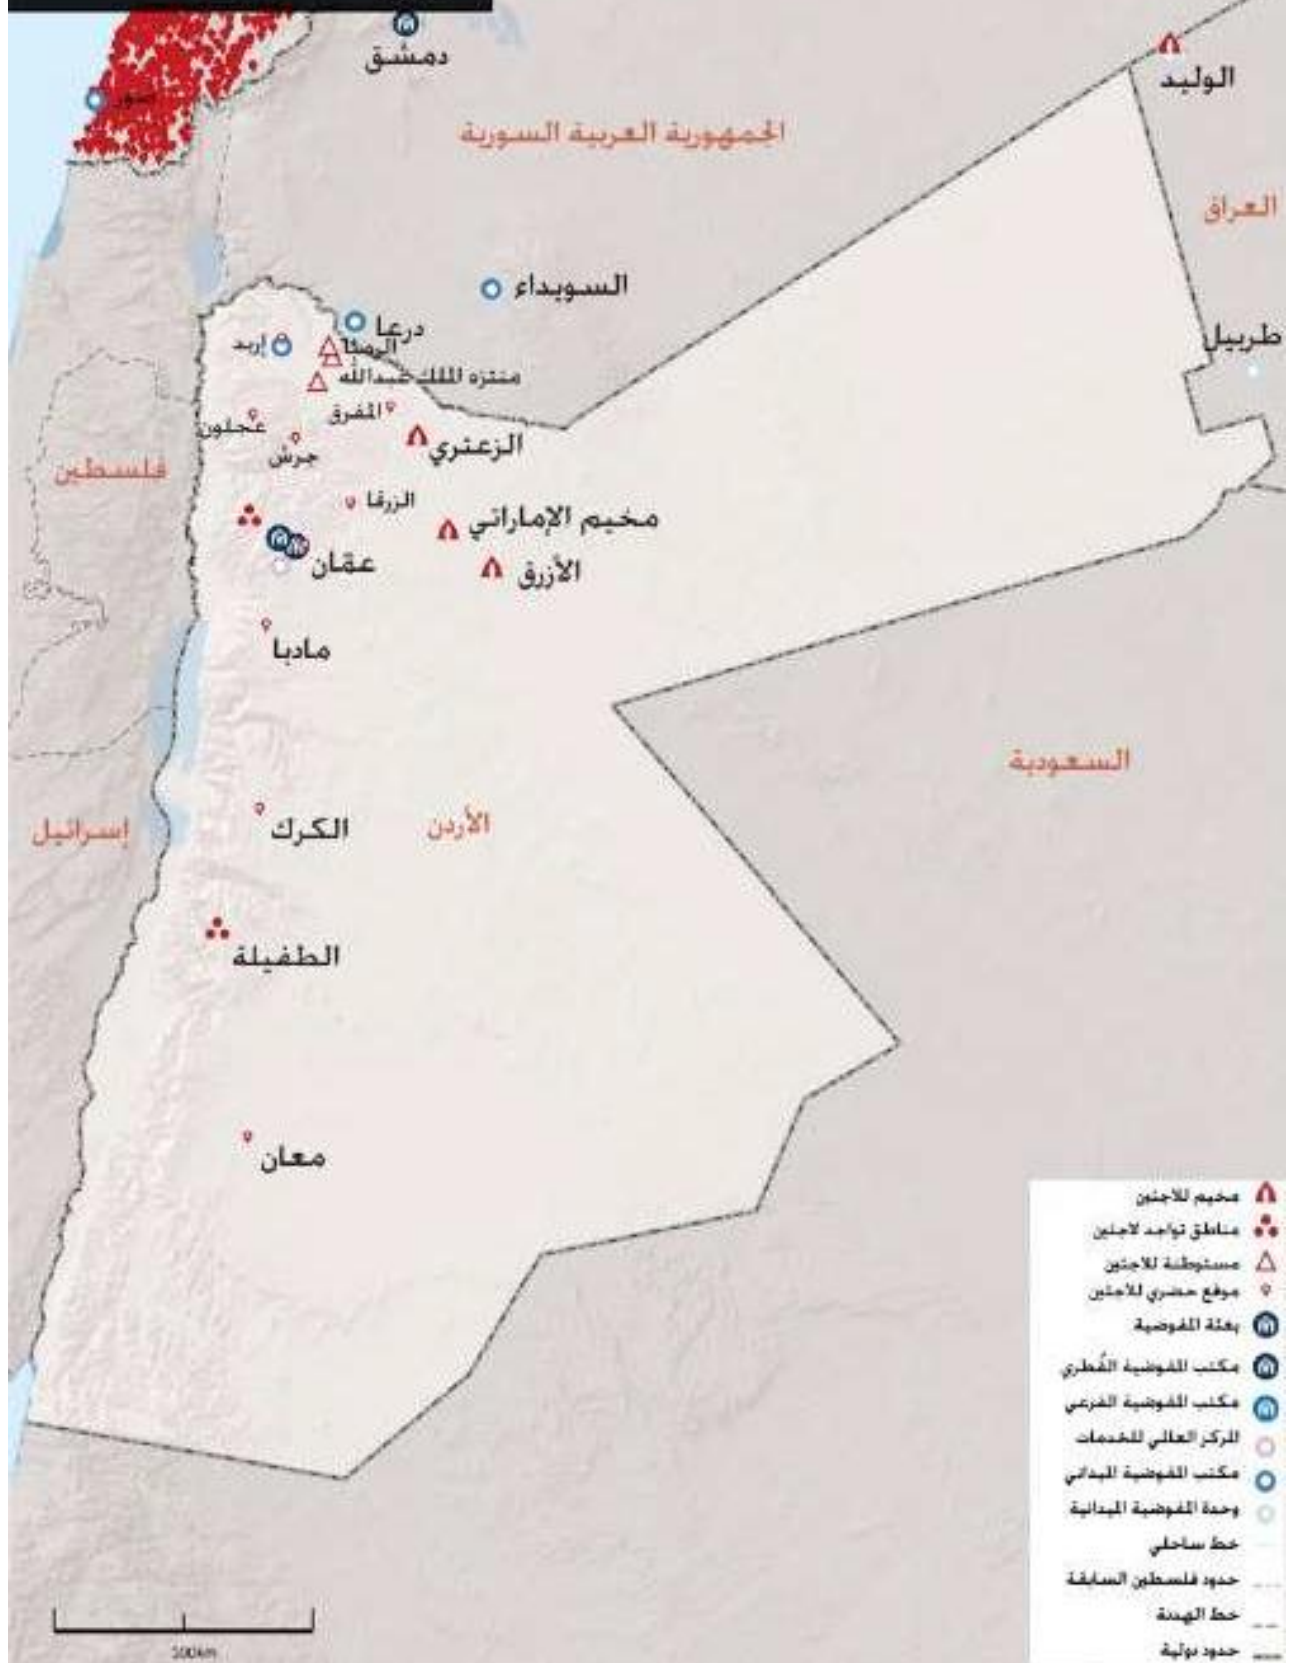 دمشق
الوليد
صور
الجمهورية العربية السورية
العراق
السويداء
درعا
إربد
الرمثا
طربيل
منتزه الملك عبدالله
المفرق
عجلون
الزعتري
جرش
فلسطين
الزرقا
مخيم الإماراتي
عمّان
الأزرق
مادبا
السعودية
الأردن
الكرك
إسرائيل
الطفيلة
معان
مخيم للاجئين
مناطق تواجد لاجئين
مستوطنة للاجئين
موقع حضري للاجئين
بعثة المفوضية
مكتب المفوضية القُطري
مكتب المفوضية الفرعي
المركز العالمي للخدمات
مكتب المفوضية الميداني
وحدة المفوضية الميدانية
خط ساحلي
حدود فلسطين السابقة
خط الهدنة
حدود دولية